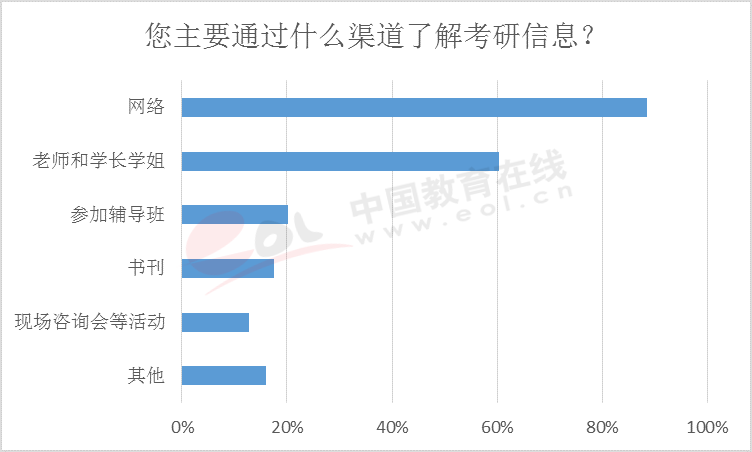 您主要通过什么渠道了解考研信息？
网络
老师和学长学姐
参加辅导班
书刊
现场咨询会等活动
其他
0% 20% 40% 60% 80% 100%
eol 中国教育在线
www.eol.cn